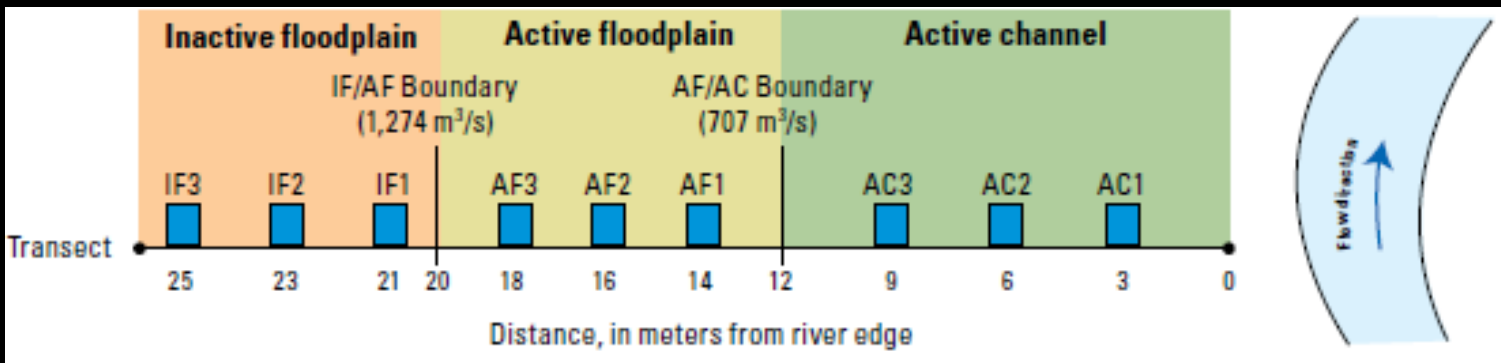 Inactive floodplain Active floodplain Active channel
IF/AF Boundary AF/AC Boundary
(1,274 m³/s) (707 m³/s)
IF3 IF2 IF1 AF3 AF2 AF1 AC3 AC2 AC1
Transect
25 23 21 20 18 16 14 12 9 6 3 0
Distance, in meters from river edge
Flow direction